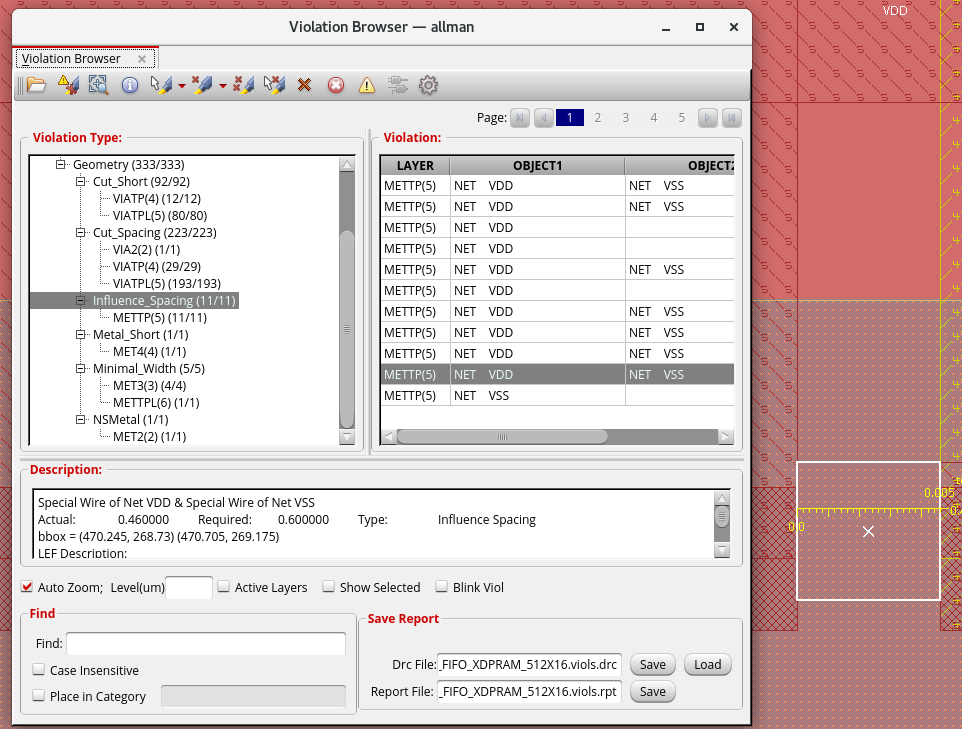 Violation Browser — allman
Violation Browser
Page: 1 2 3 4 5
Violation Type:
Geometry (333/333)
Cut_Short (92/92)
VIATP(4) (12/12)
VIATPL(5) (80/80)
Cut_Spacing (223/223)
VIA2(2) (1/1)
VIATP(4) (29/29)
VIATPL(5) (193/193)
Influence_Spacing (11/11)
METTP(5) (11/11)
Metal_Short (1/1)
MET4(4) (1/1)
Minimal_Width (5/5)
MET3(3) (4/4)
METTPL(6) (1/1)
NSMetal (1/1)
MET2(2) (1/1)
Violation:
LAYER OBJECT1 OBJECT2
METTP(5) NET VDD NET VSS
METTP(5) NET VDD NET VSS
METTP(5) NET VDD
METTP(5) NET VDD
METTP(5) NET VDD NET VSS
METTP(5) NET VDD
METTP(5) NET VDD NET VSS
METTP(5) NET VDD NET VSS
METTP(5) NET VDD NET VSS
METTP(5) NET VDD NET VSS
METTP(5) NET VSS
Description:
Special Wire of Net VDD & Special Wire of Net VSS
Actual: 0.460000 Required: 0.600000 Type: Influence Spacing
bbox = (470.245, 268.73) (470.705, 269.175)
LEF Description:
Auto Zoom; Level(um) Active Layers Show Selected Blink Viol
Find
Find:
Case Insensitive
Place in Category
Save Report
Drc File: _FIFO_XDPRAM_512X16.viols.drc Save Load
Report File: _FIFO_XDPRAM_512X16.viols.rpt Save
VDD
0.005
0.0